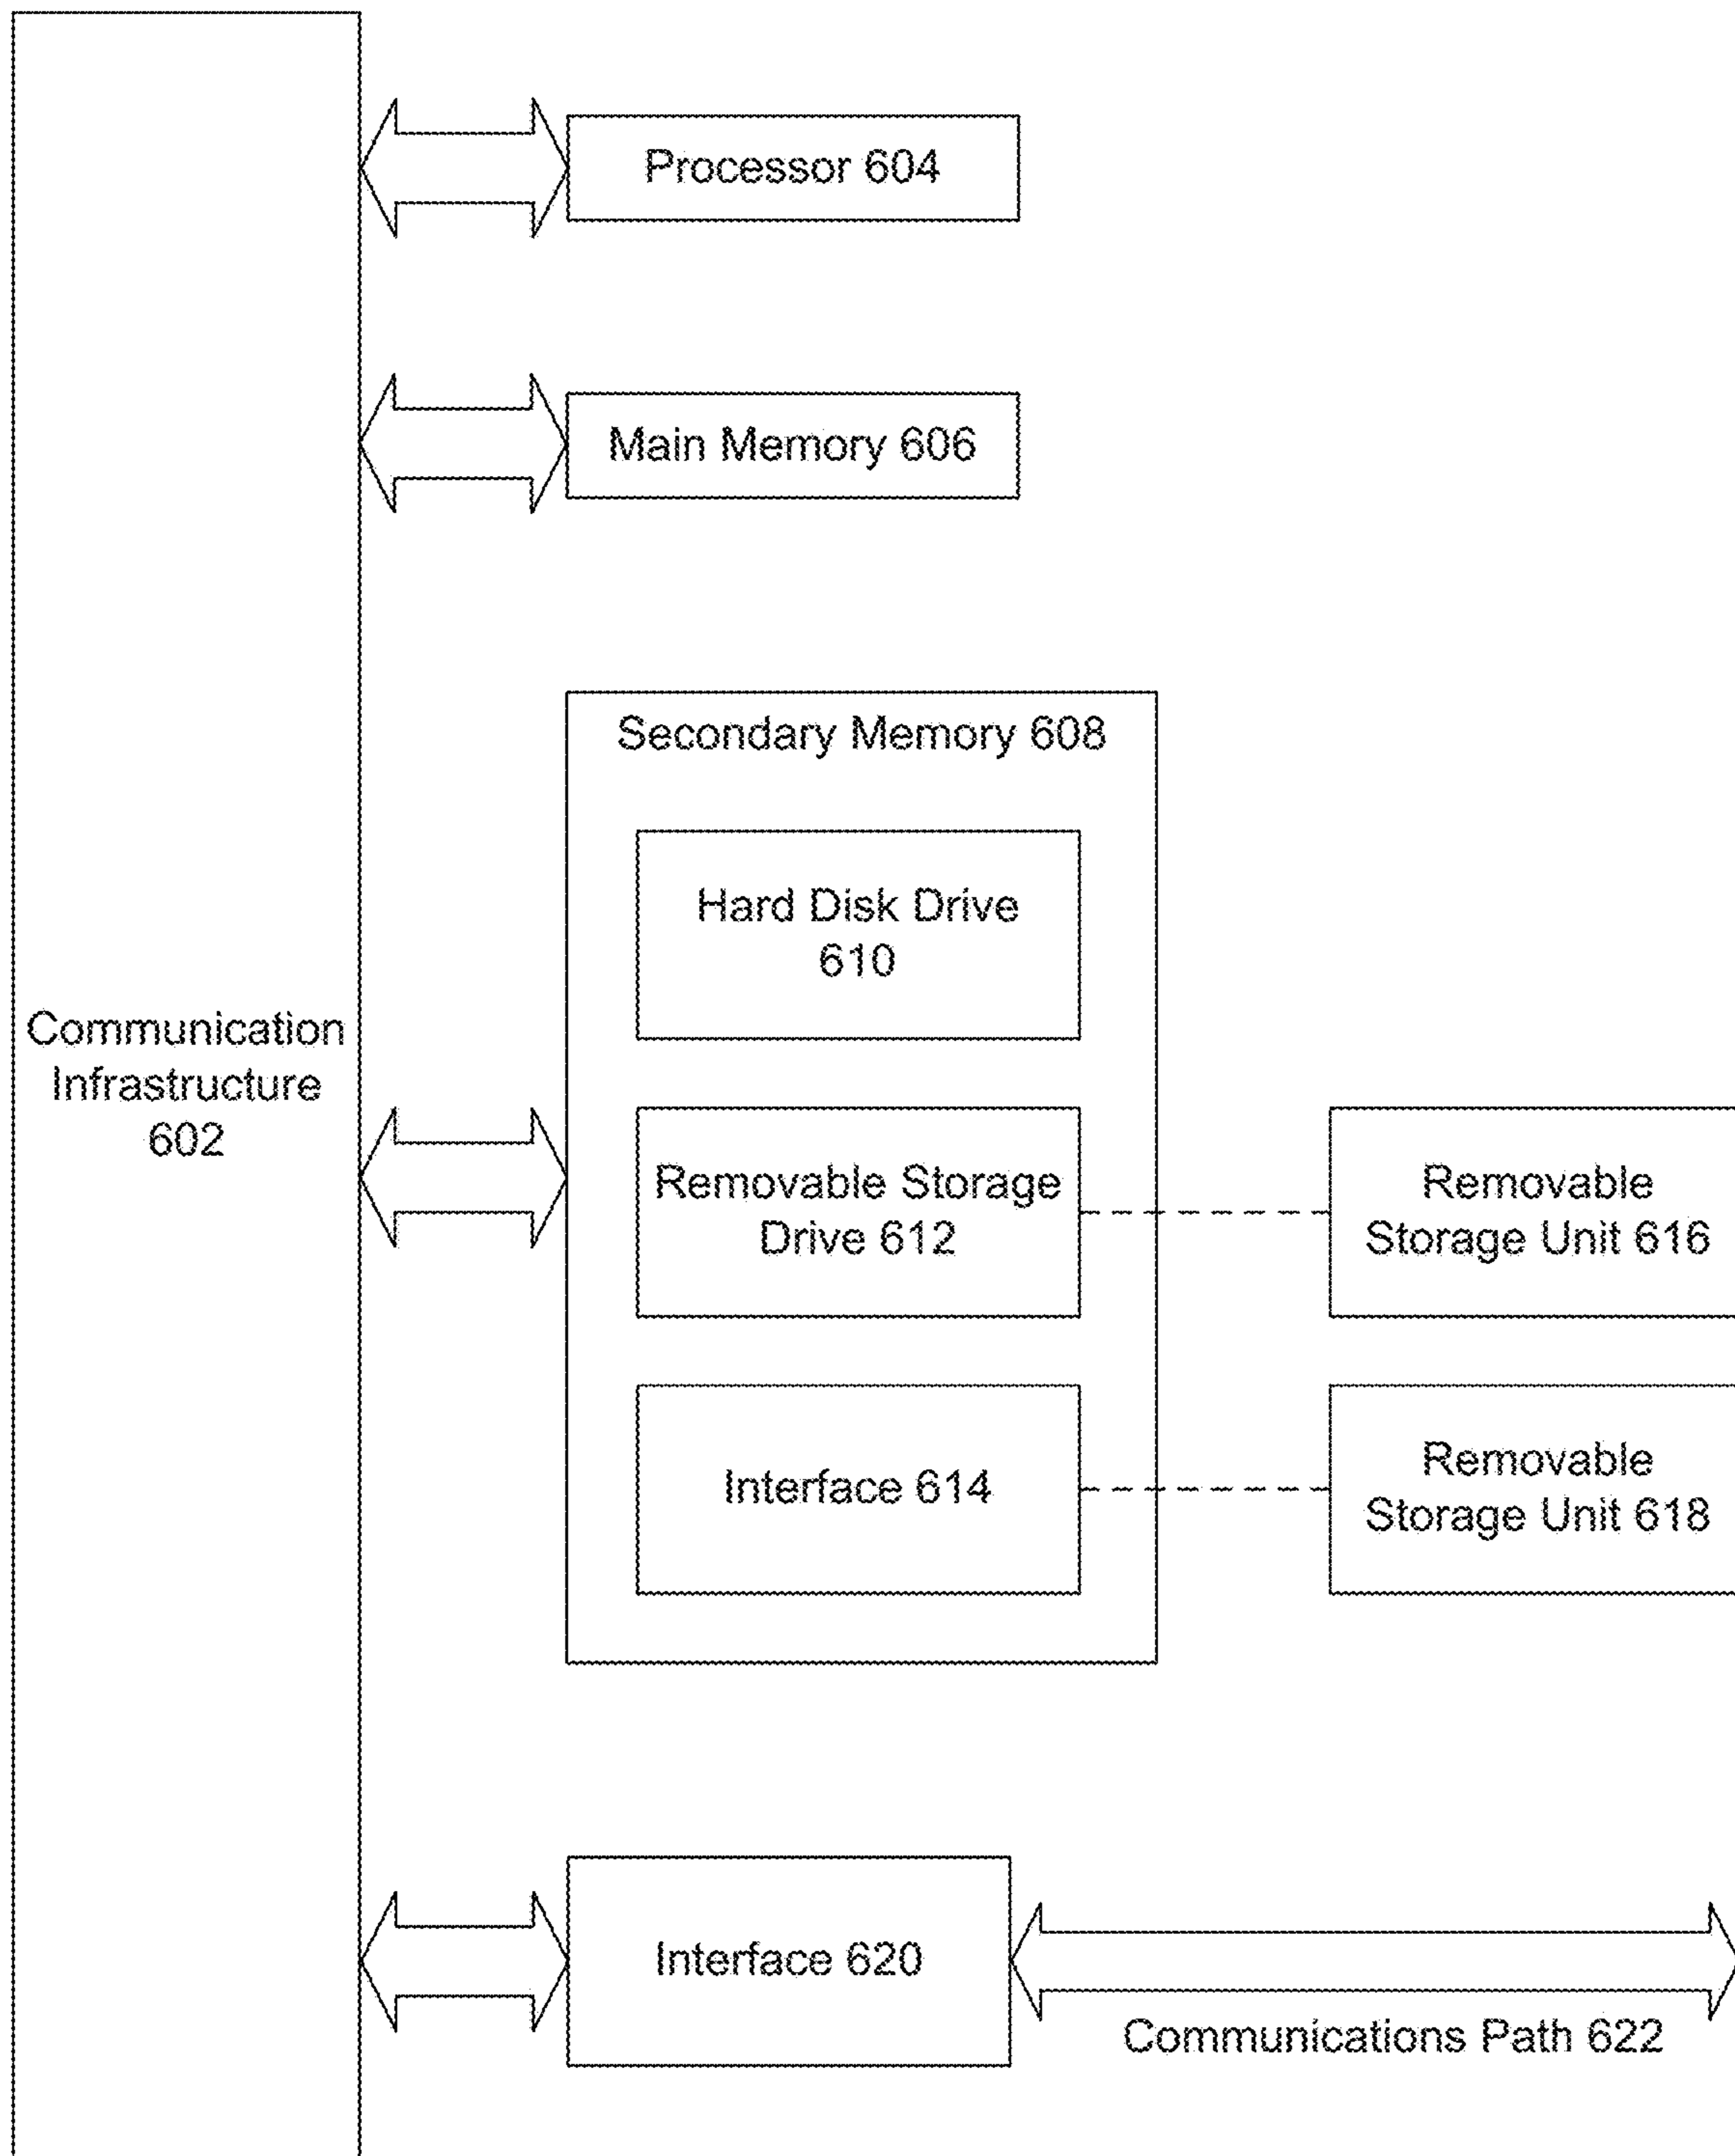 Processor 604
Main Memory 606
Secondary Memory 608
Hard Disk Drive
610
Communication
Infrastructure
602
Removable Storage
Drive 612
Removable
Storage Unit 616
Interface 614
Removable
Storage Unit 618
Interface 620
Communications Path 622